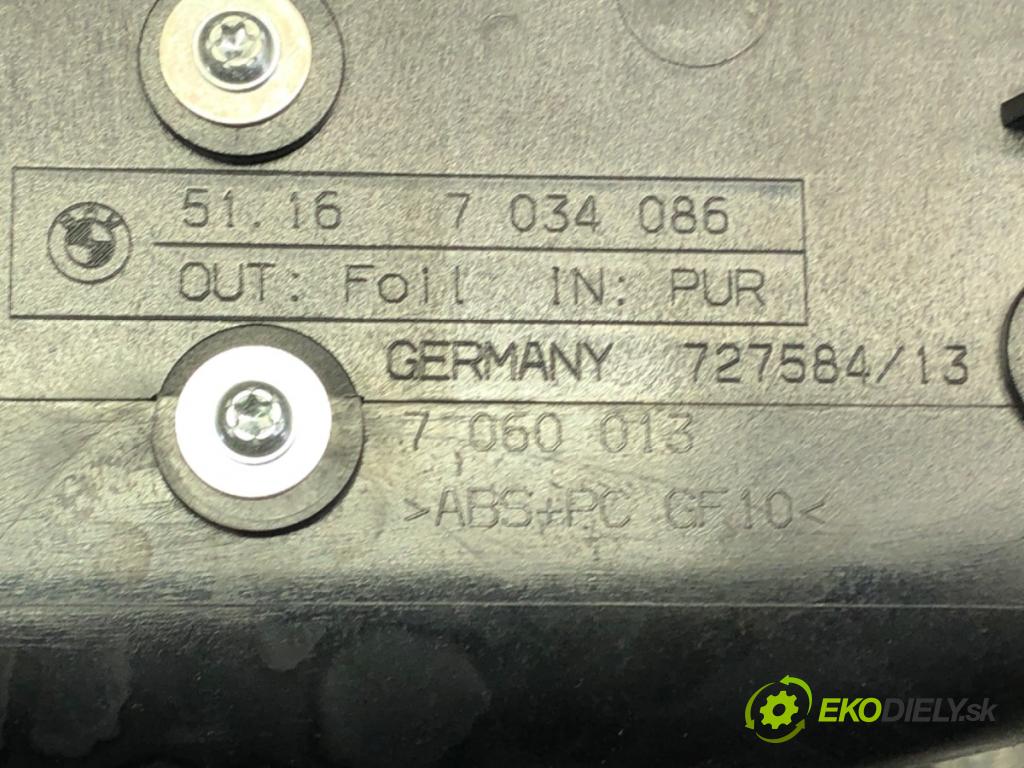 51.16 7 034 086
OUT: Foil IN: PUR
GERMANY 727584/13
7 060 013
>ABS+PC GF10<
EKODIELY.sk